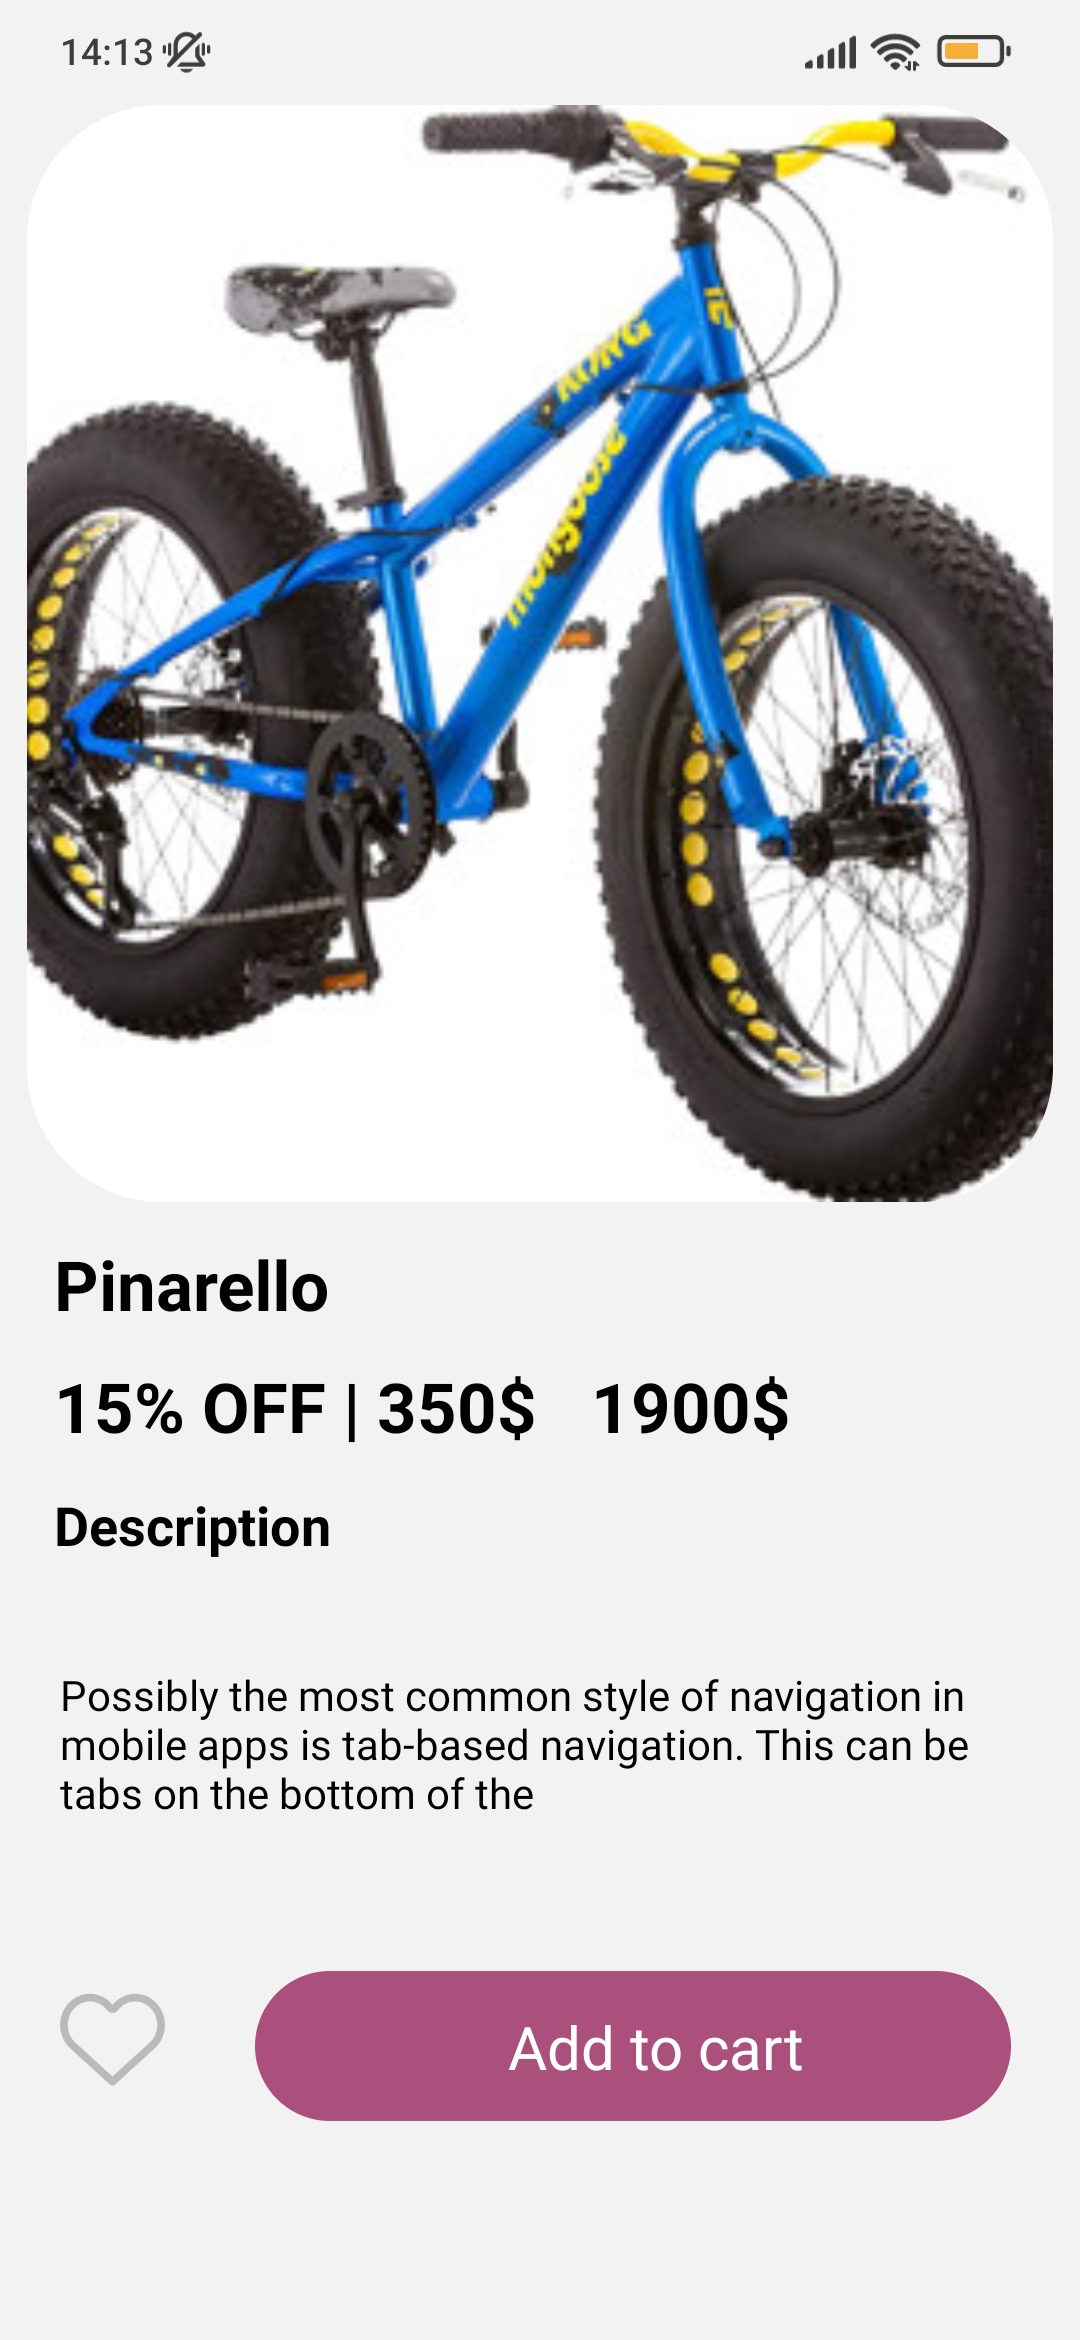 14:13
KONG
mongoose
Pinarello
15% OFF | 350$ 1900$
Description
Possibly the most common style of navigation in
mobile apps is tab-based navigation. This can be
tabs on the bottom of the
Add to cart